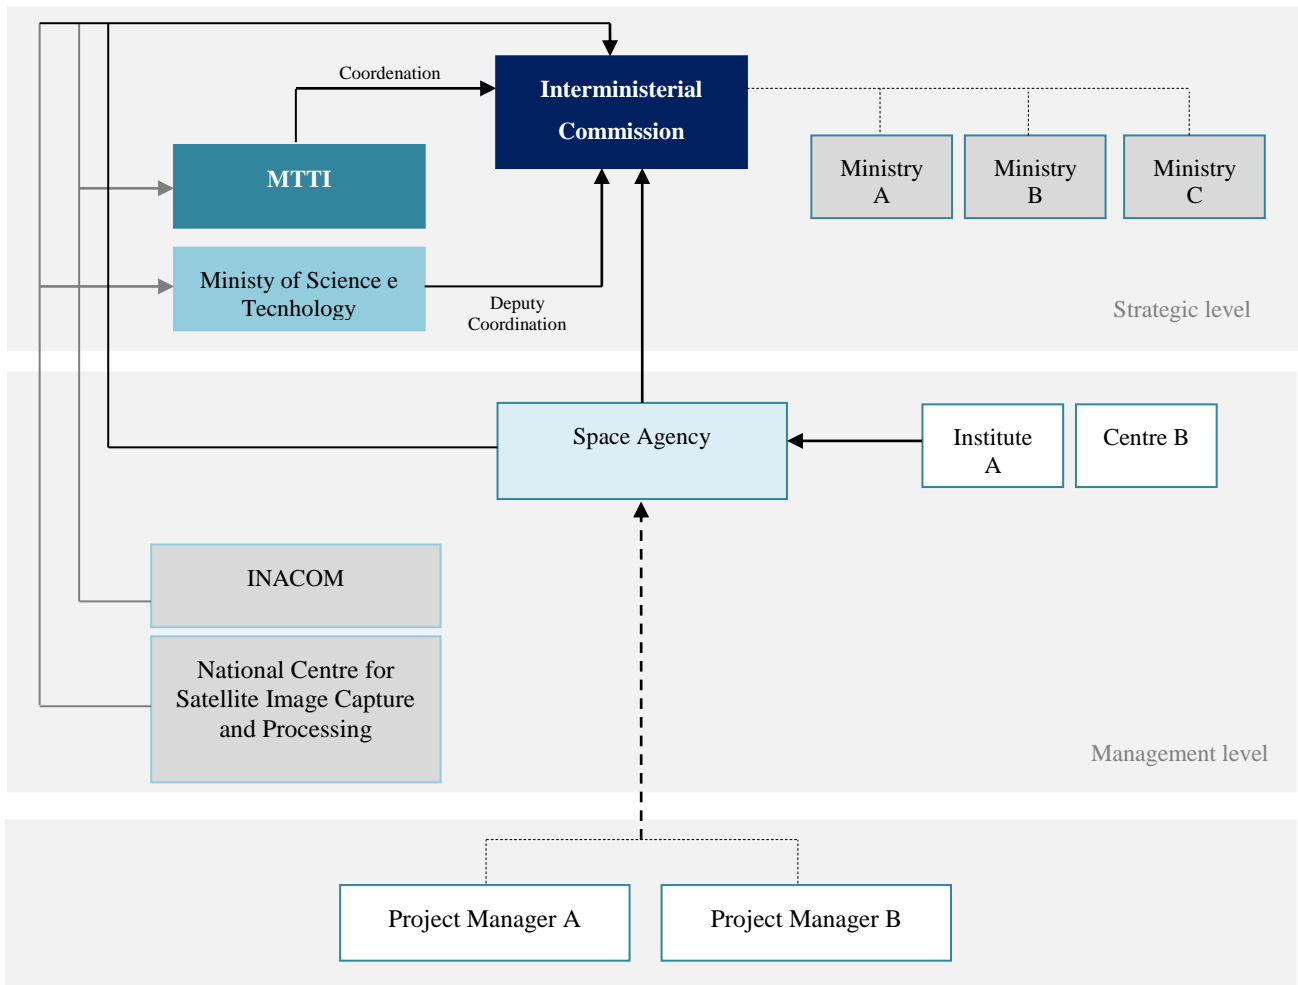 Coordenation
Interministerial
Commission
MTTI
Ministry
A
Ministry
B
Ministry
C
Ministy of Science e
Tecnhology
Deputy
Coordination
Strategic level
Space Agency
Institute
A
Centre B
INACOM
National Centre for
Satellite Image Capture
and Processing
Management level
Project Manager A
Project Manager B